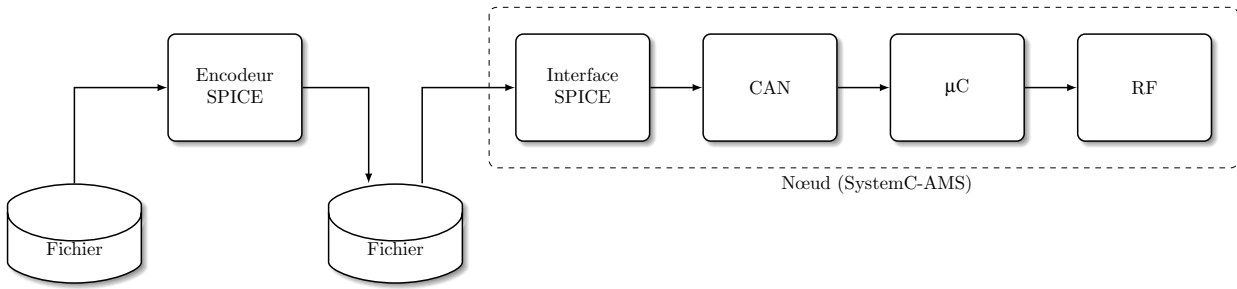 Encodeur
SPICE
Interface
SPICE
CAN
µC
RF
Nœud (SystemC-AMS)
Fichier
Fichier